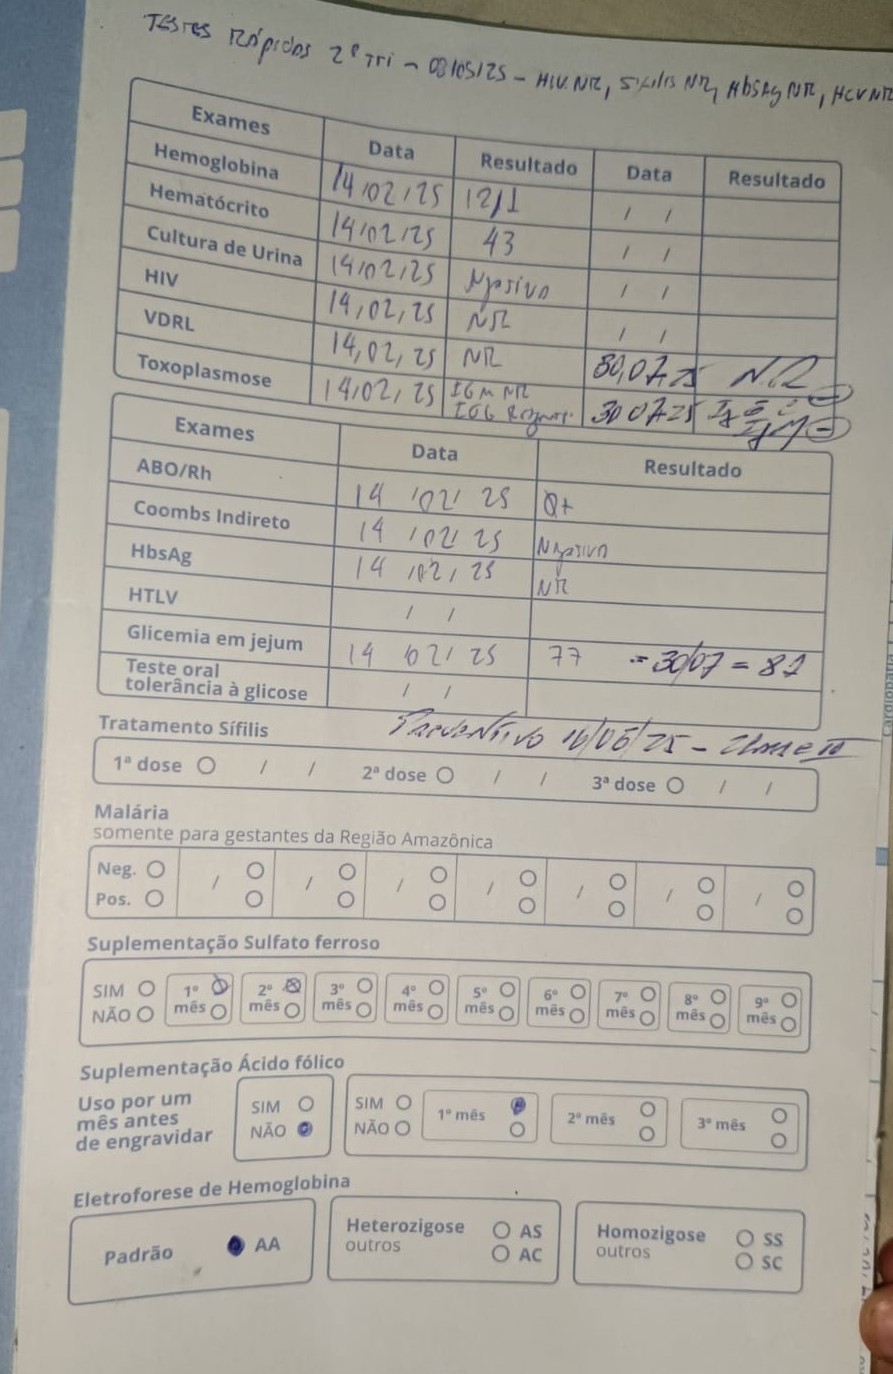 Testes Rápidos 2º Tri - 08/05/25 - HIV NR, Sífilis NR, HbsAg NR, HCV NR
Exames Data Resultado Data Resultado
Hemoglobina 14/02/25 12,1 / /
Hematócrito 14/02/25 43 / /
Cultura de Urina 14/02/25 / /
HIV 14/02/25 NR / /
VDRL 14/02/25 NR 30/07/25 NR
Toxoplasmose 14/02/25 IGM NR 30 07 25
Exames Data Resultado
ABO/Rh 14/02/25
Coombs Indireto 14/02/25
HbsAg 14/02/25 NR
HTLV / /
Glicemia em jejum 14/02/25 77 30/07 =
Teste oral
tolerância à glicose / /
Preventivo 16/06/25 -
Tratamento Sífilis
1ª dose / / 2ª dose / / 3ª dose / /
Malária
somente para gestantes da Região Amazônica
Neg. / / / / / / /
Pos.
Suplementação Sulfato ferroso
SIM 1º 2º 3º 4º 5º 6º 7º 8º 9º
NÃO mês mês mês mês mês mês mês mês mês
Suplementação Ácido fólico
Uso por um
mês antes
de engravidar
SIM
NÃO
SIM
NÃO
1º mês 2º mês 3º mês
Eletroforese de Hemoglobina
Padrão AA
Heterozigose AS
outros AC
Homozigose SS
outros SC